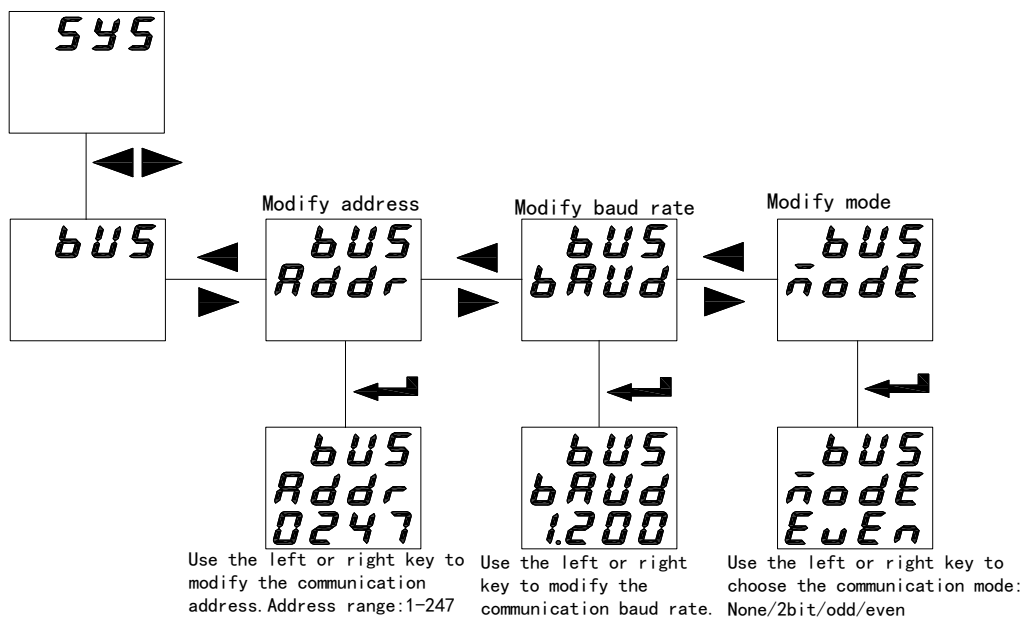 SYS
bUS
Modify address
bUS
Addr
Modify baud rate
bUS
bAUd
Modify mode
bUS
n̄odE
bUS
Addr
0247
Use the left or right key to
modify the communication
address.Address range:1-247
bUS
bAUd
1.200
Use the left or right
key to modify the
communication baud rate.
bUS
n̄odE
EvEn
Use the left or right key to
choose the communication mode:
None/2bit/odd/even